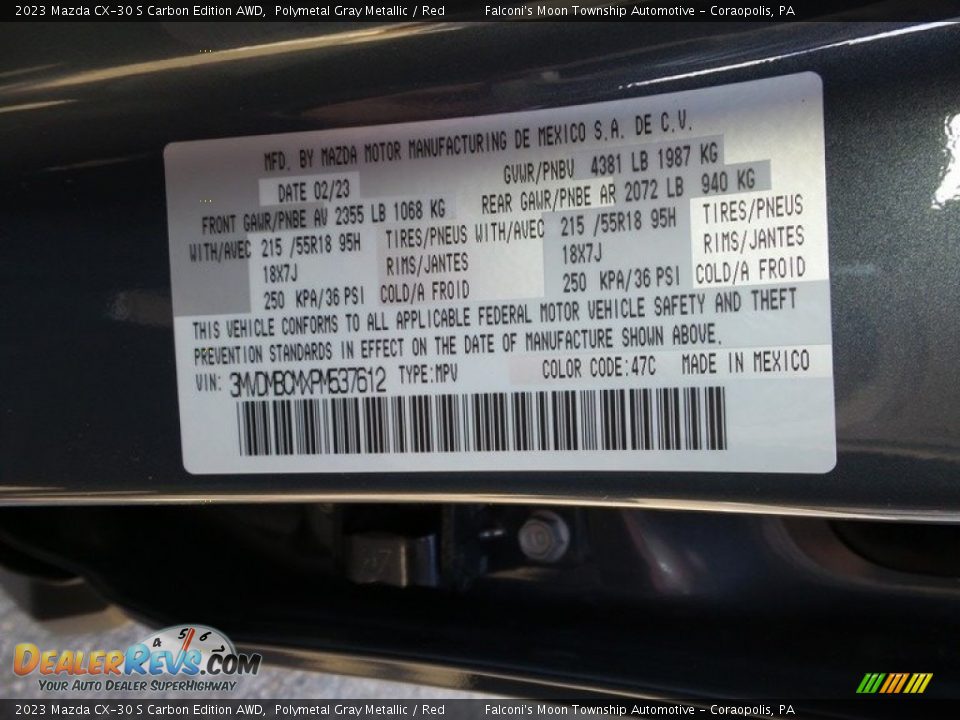 2023 Mazda CX-30 S Carbon Edition AWD, Polymetal Gray Metallic / Red Falconi's Moon Township Automotive - Coraopolis, PA
MFD. BY MAZDA MOTOR MANUFACTURING DE MEXICO S.A. DE C.V.
DATE 02/23 GVWR/PNBV 4381 LB 1987 KG
FRONT GAWR/PNBE AV 2355 LB 1068 KG REAR GAWR/PNBE AR 2072 LB 940 KG
WITH/AVEC 215 /55R18 95H TIRES/PNEUS WITH/AVEC 215 /55R18 95H TIRES/PNEUS
18X7J RIMS/JANTES 18X7J RIMS/JANTES
250 KPA/36 PSI COLD/A FROID 250 KPA/36 PSI COLD/A FROID
THIS VEHICLE CONFORMS TO ALL APPLICABLE FEDERAL MOTOR VEHICLE SAFETY AND THEFT
PREVENTION STANDARDS IN EFFECT ON THE DATE OF MANUFACTURE SHOWN ABOVE.
VIN: 3MVDMBCMXPM537612 TYPE:MPV COLOR CODE:47C MADE IN MEXICO
10
4 5 6
DealerRevs.com
Your Auto Dealer SuperHighway
2023 Mazda CX-30 S Carbon Edition AWD, Polymetal Gray Metallic / Red Falconi's Moon Township Automotive - Coraopolis, PA